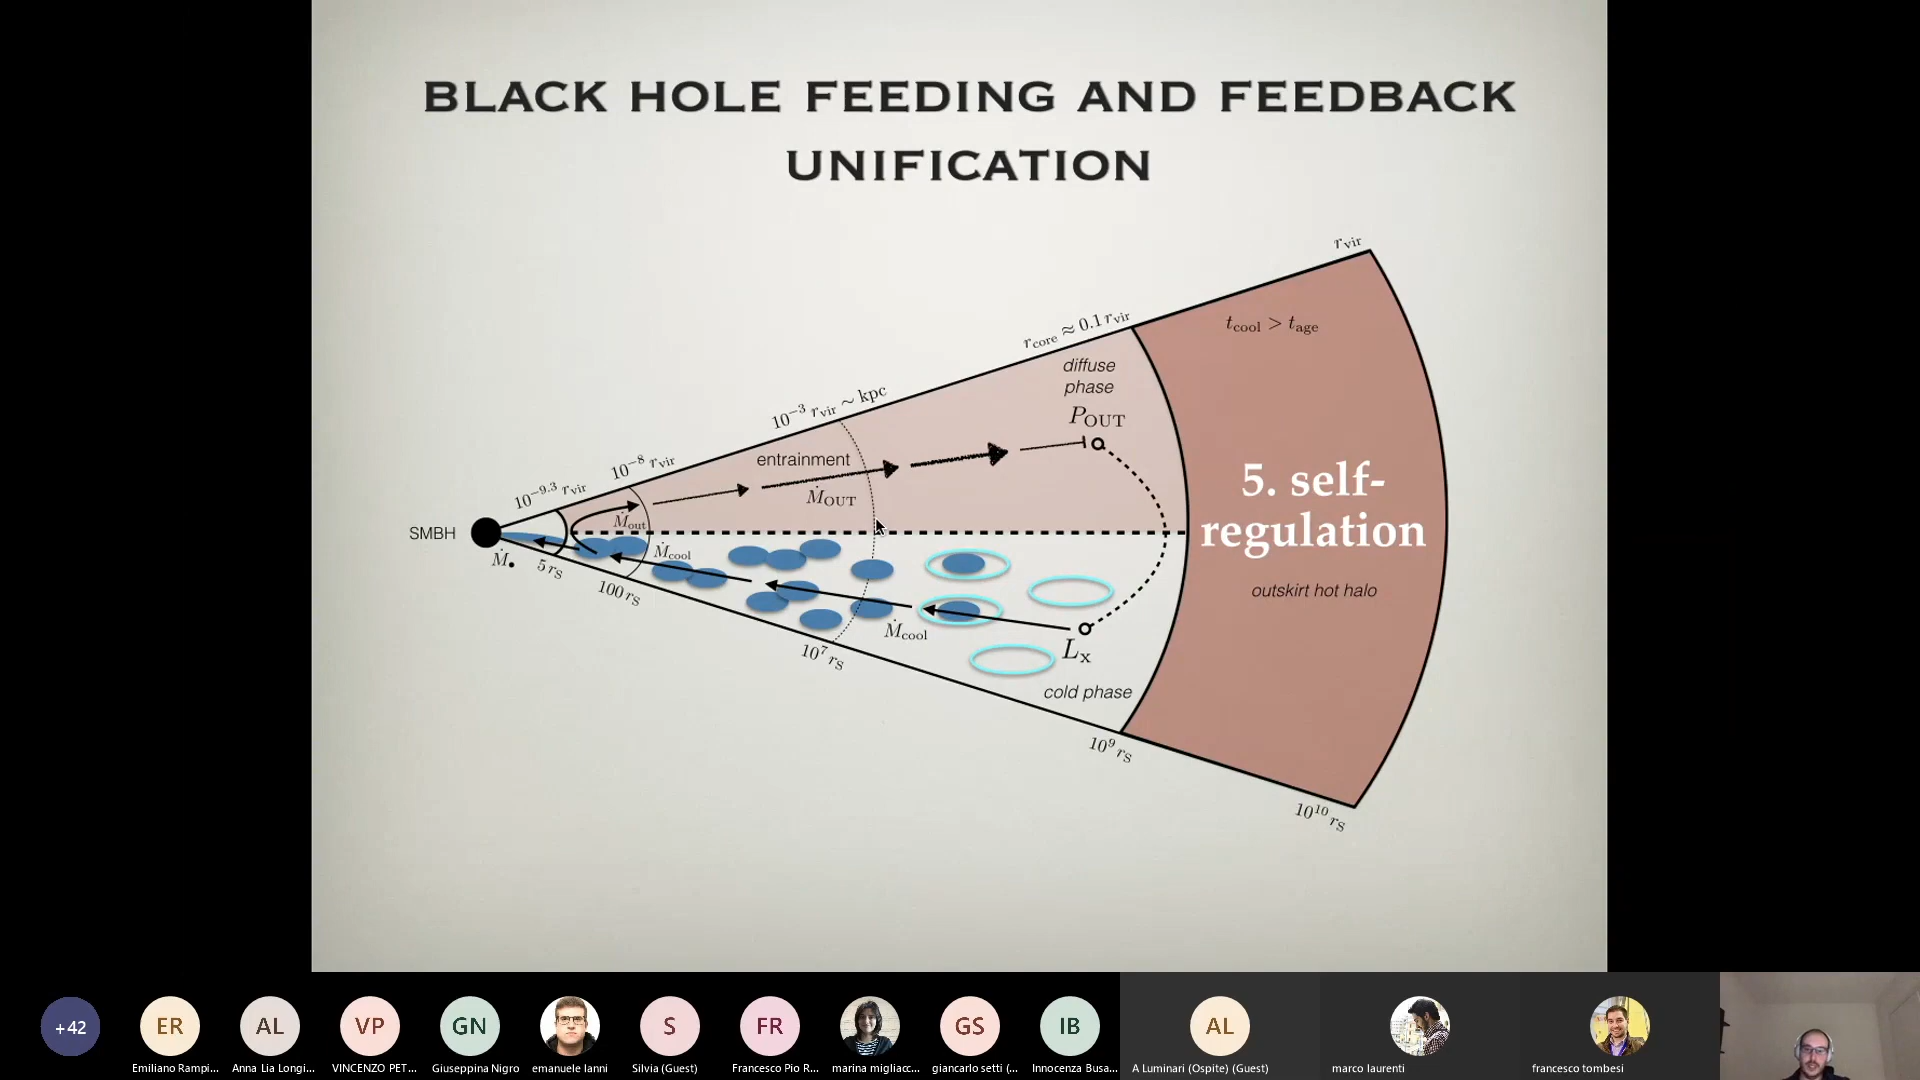 BLACK HOLE FEEDING AND FEEDBACK
UNIFICATION
r_vir
t_cool > t_age
r_core ≈ 0.1 r_vir
diffuse
phase
P_OUT
10^−3 r_vir ∼ kpc
entrainment
Ṁ_OUT
10^−8 r_vir
10^−9.3 r_vir
Ṁ_out
5. self-
regulation
SMBH
Ṁ_•
5 r_S
100 r_S
Ṁ_cool
outskirt hot halo
Ṁ_cool
L_x
10^7 r_S
cold phase
10^9 r_S
10^10 r_S
+42
ER
AL
VP
GN
S
FR
GS
IB
AL
Emiliano Rampi...
Anna Lia Longi...
VINCENZO PET...
Giuseppina Nigro
emanuele Ianni
Silvia (Guest)
Francesco Pio R...
marina migliacc...
giancarlo setti (...
Innocenza Busa...
A Luminari (Ospite) (Guest)
marco laurenti
francesco tombesi